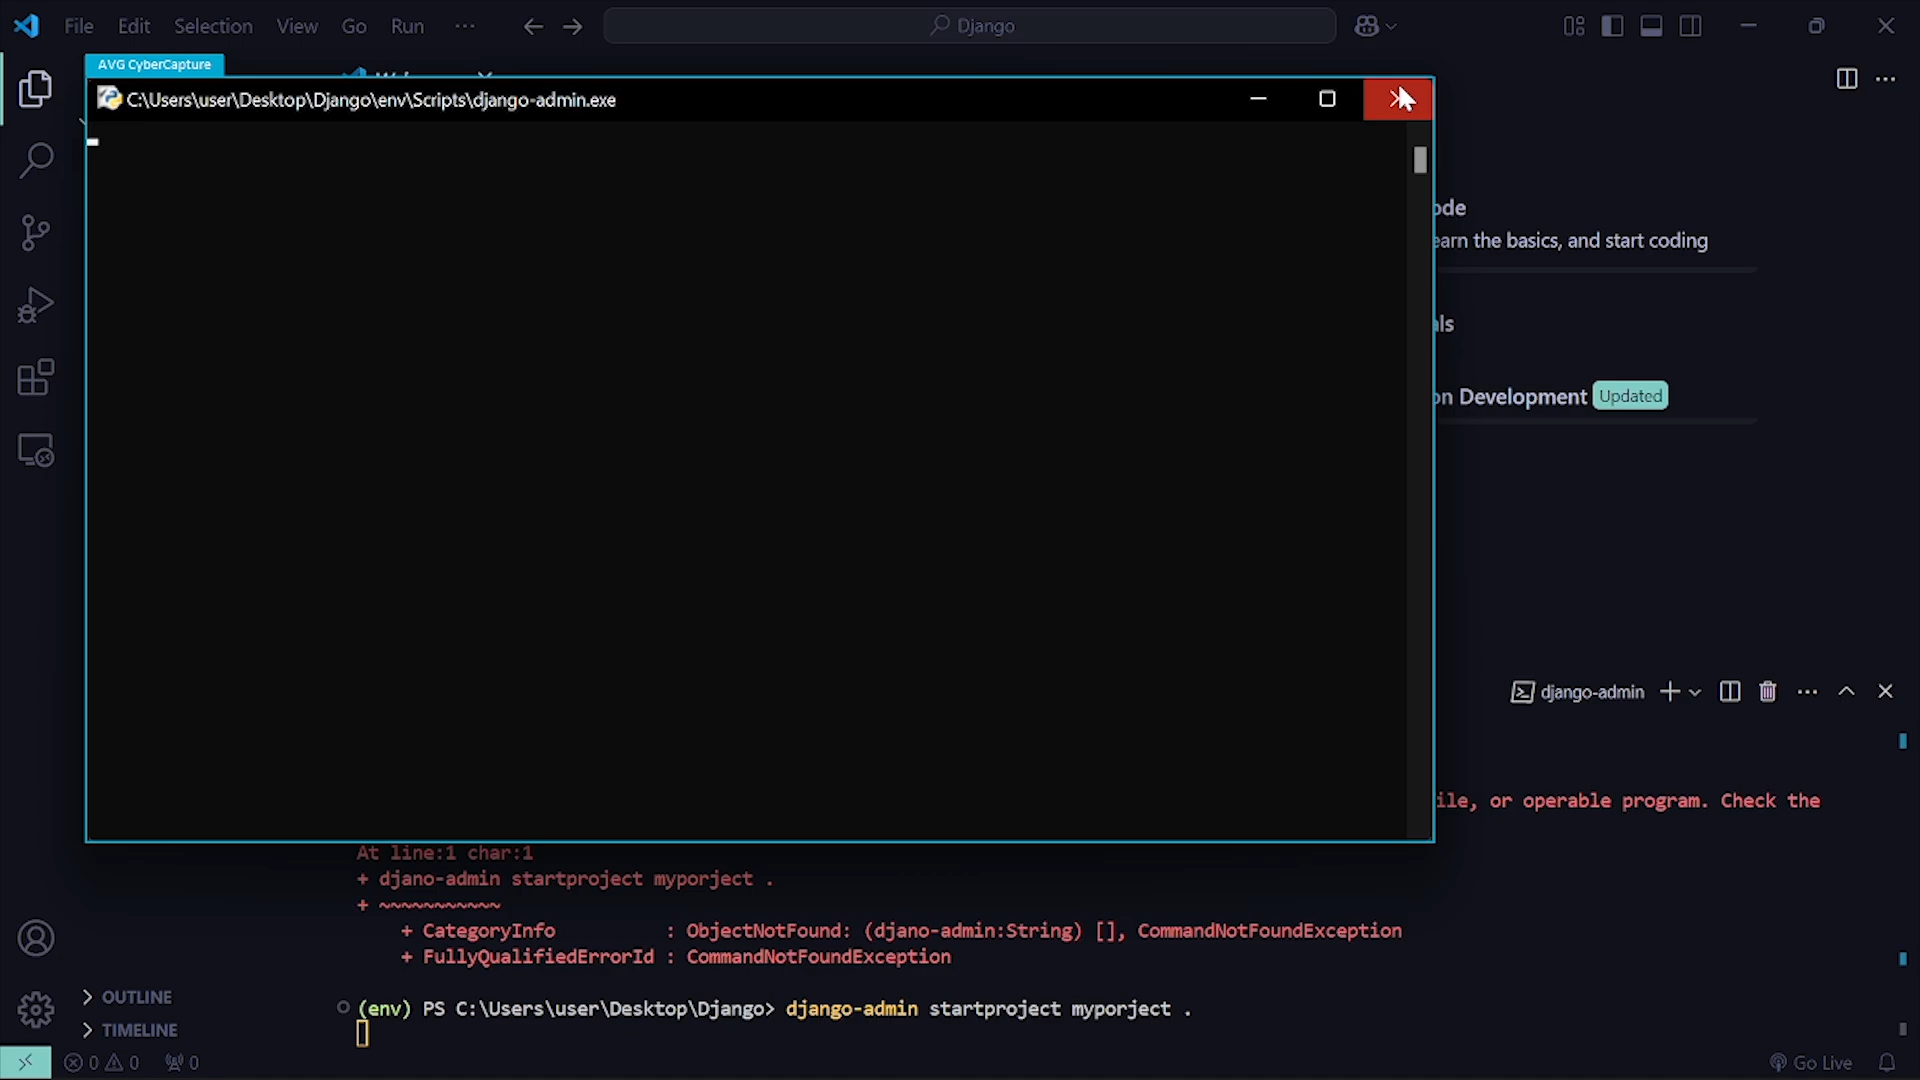 File Edit Selection View Go Run ... Django
AVG CyberCapture
C:\Users\user\Desktop\Django\env\Scripts\django-admin.exe
ode
earn the basics, and start coding
als
on Development Updated
django-admin
ile, or operable program. Check the
At line:1 char:1
+ djano-admin startproject myporject .
+ ~~~~~~~~~~~
+ CategoryInfo : ObjectNotFound: (djano-admin:String) [], CommandNotFoundException
+ FullyQualifiedErrorId : CommandNotFoundException
OUTLINE
(env) PS C:\Users\user\Desktop\Django> django-admin startproject myporject .
TIMELINE
0 0 0 Go Live